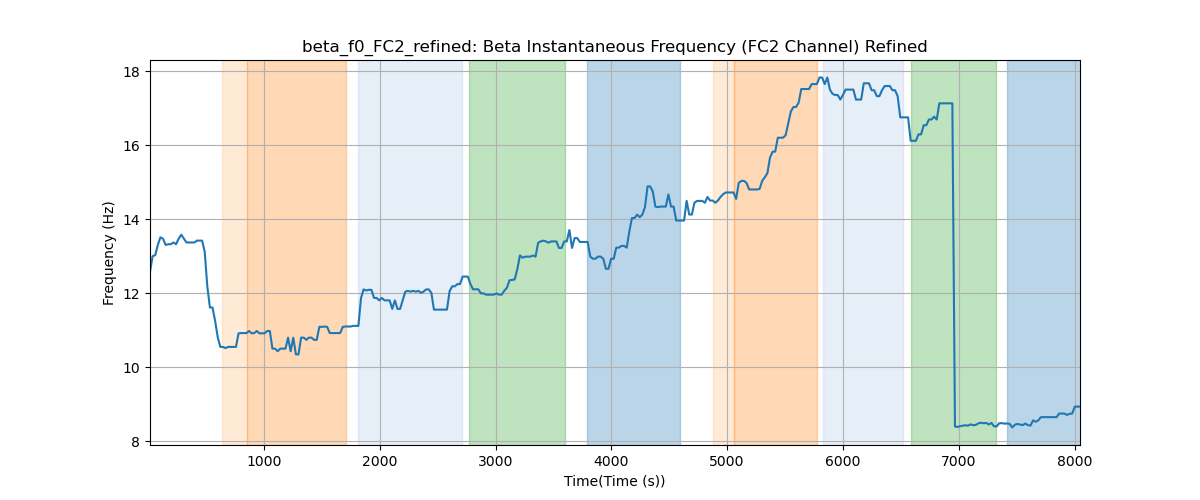 beta_f0_FC2_refined: Beta Instantaneous Frequency (FC2 Channel) Refined
18
16
14
12
10
8
Frequency (Hz)
1000 2000 3000 4000 5000 6000 7000 8000
Time(Time (s))